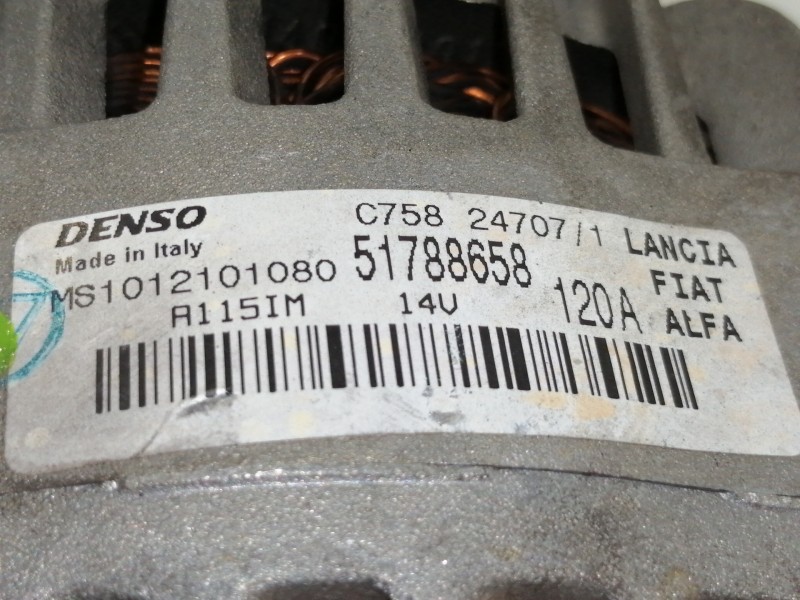 DENSO
Made in Italy
MS1012101080
A115IM
C758 24707/1
51788658
14V
120A
LANCIA
FIAT
ALFA